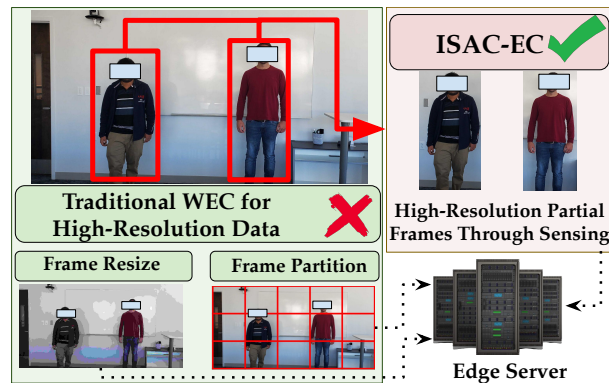 ISAC-EC
Traditional WEC for
High-Resolution Data
High-Resolution Partial
Frames Through Sensing
Frame Resize
Frame Partition
Edge Server